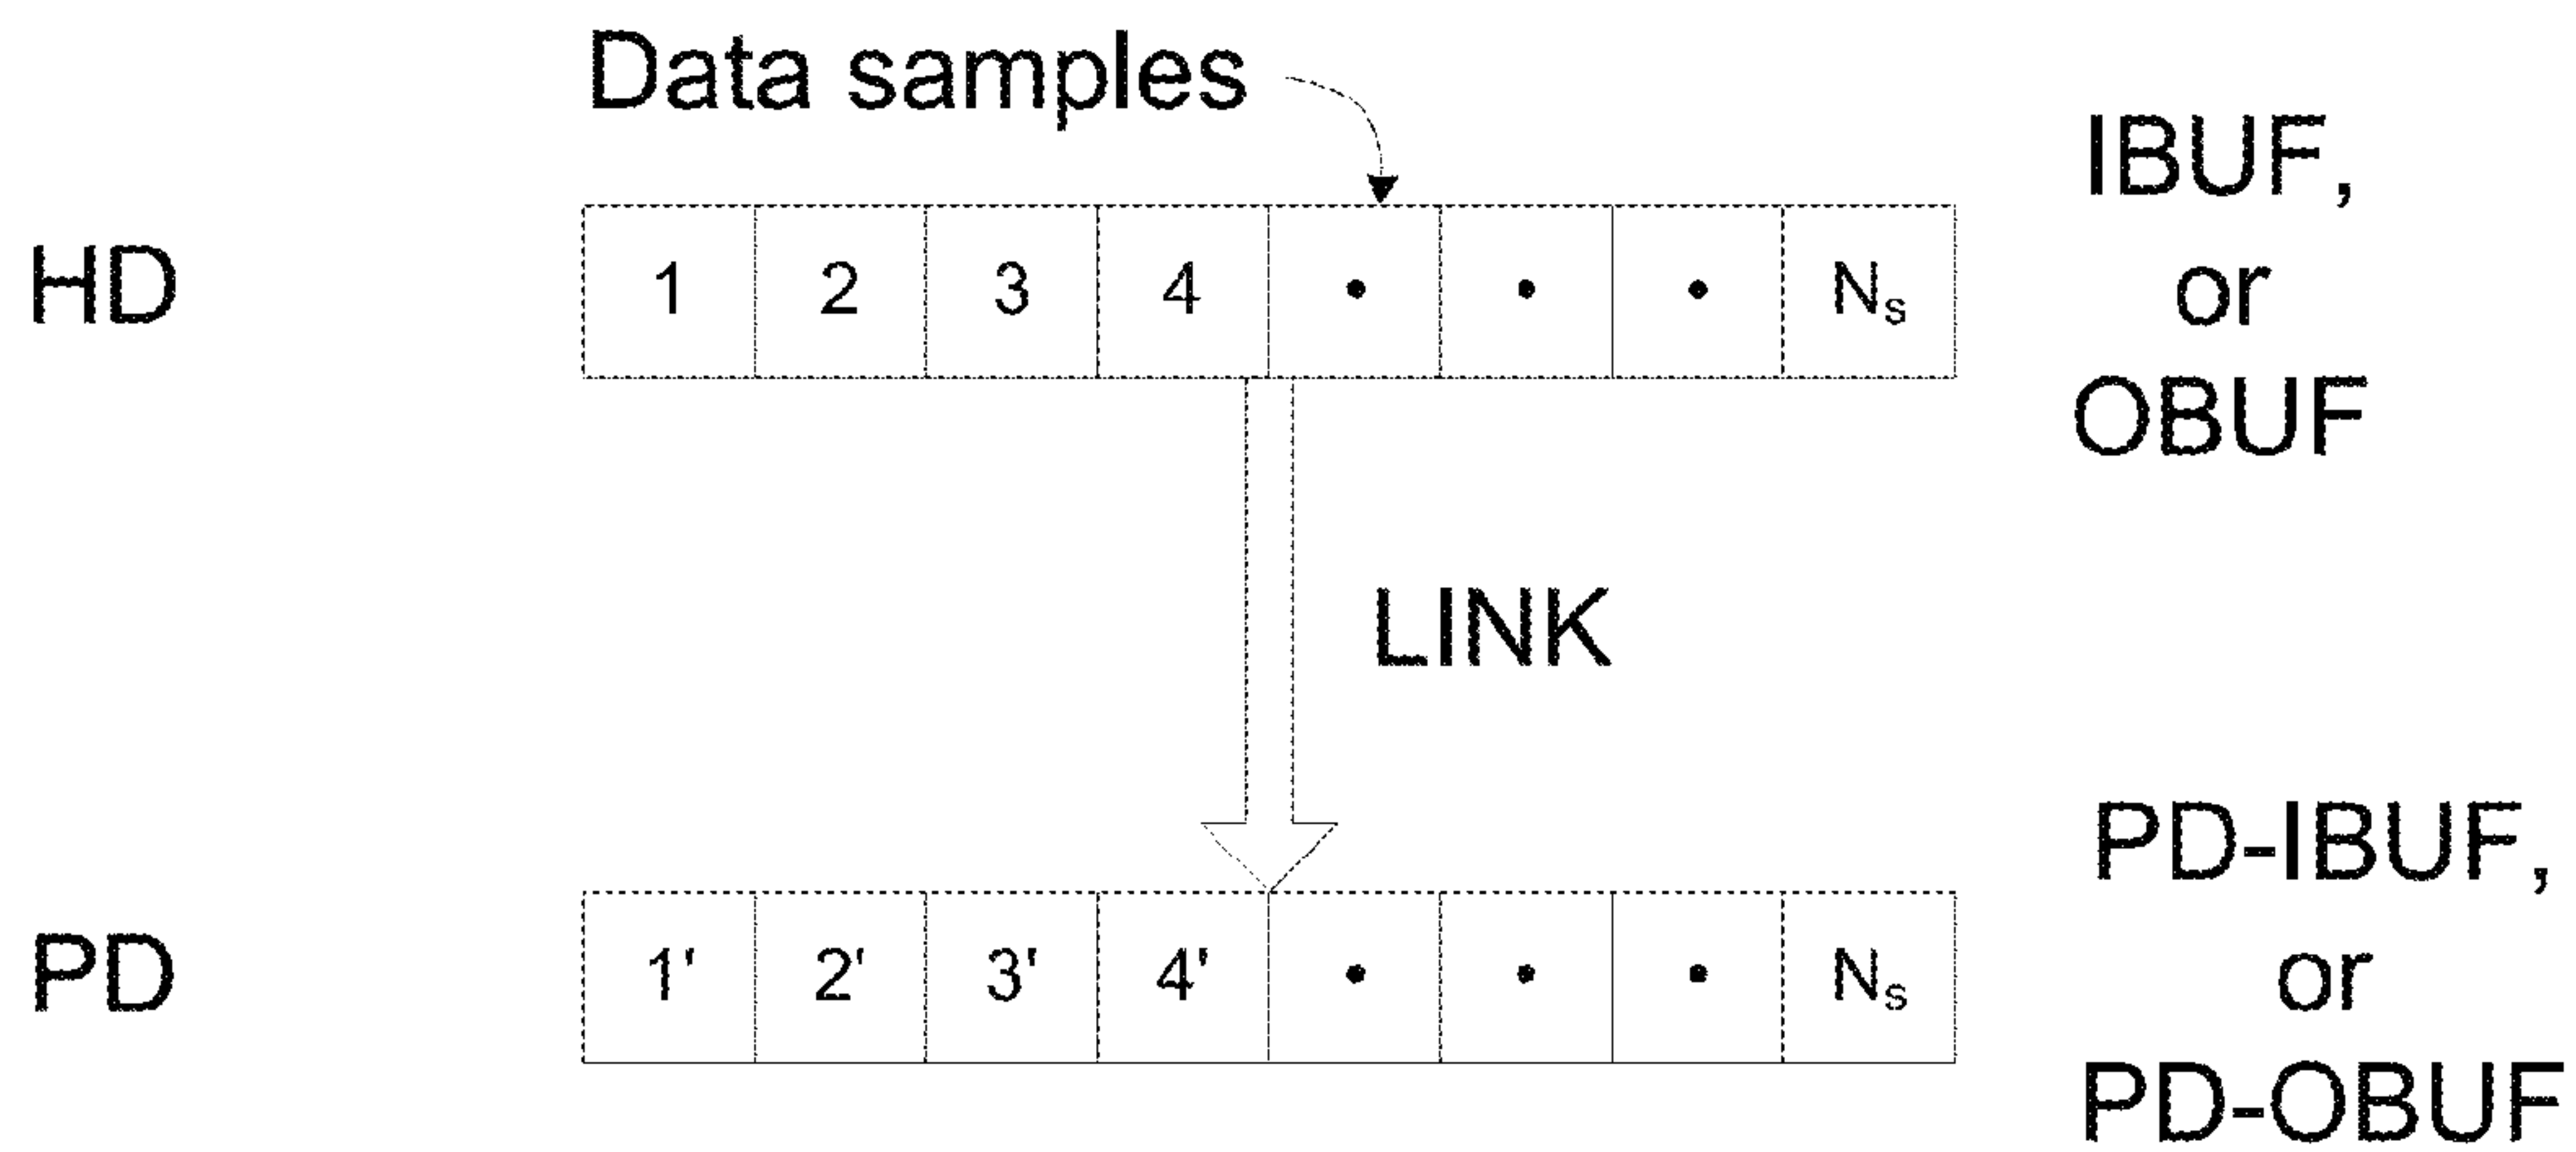 Data samples
HD
1 2 3 4 • • • Ns
IBUF,
or
OBUF
LINK
PD
1' 2' 3' 4' • • • Ns
PD-IBUF,
or
PD-OBUF